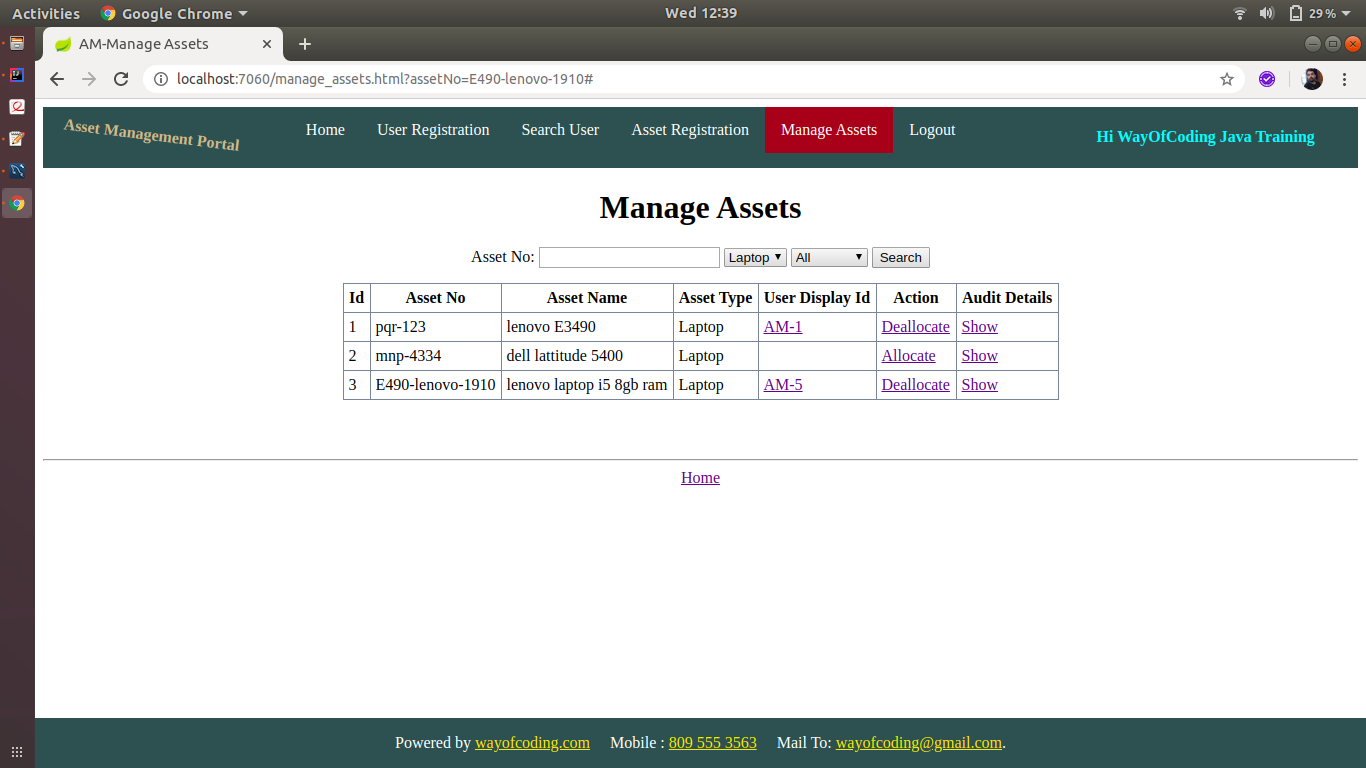 Activities Google Chrome Wed 12:39 29%
AM-Manage Assets
localhost:7060/manage_assets.html?assetNo=E490-lenovo-1910#
Asset Management Portal Home User Registration Search User Asset Registration Manage Assets Logout Hi WayOfCoding Java Training
Manage Assets
Asset No: Laptop All Search
Id Asset No Asset Name Asset Type User Display Id Action Audit Details
1 pqr-123 lenovo E3490 Laptop AM-1 Deallocate Show
2 mnp-4334 dell lattitude 5400 Laptop Allocate Show
3 E490-lenovo-1910 lenovo laptop i5 8gb ram Laptop AM-5 Deallocate Show
Home
Powered by wayofcoding.com Mobile : 809 555 3563 Mail To: wayofcoding@gmail.com.